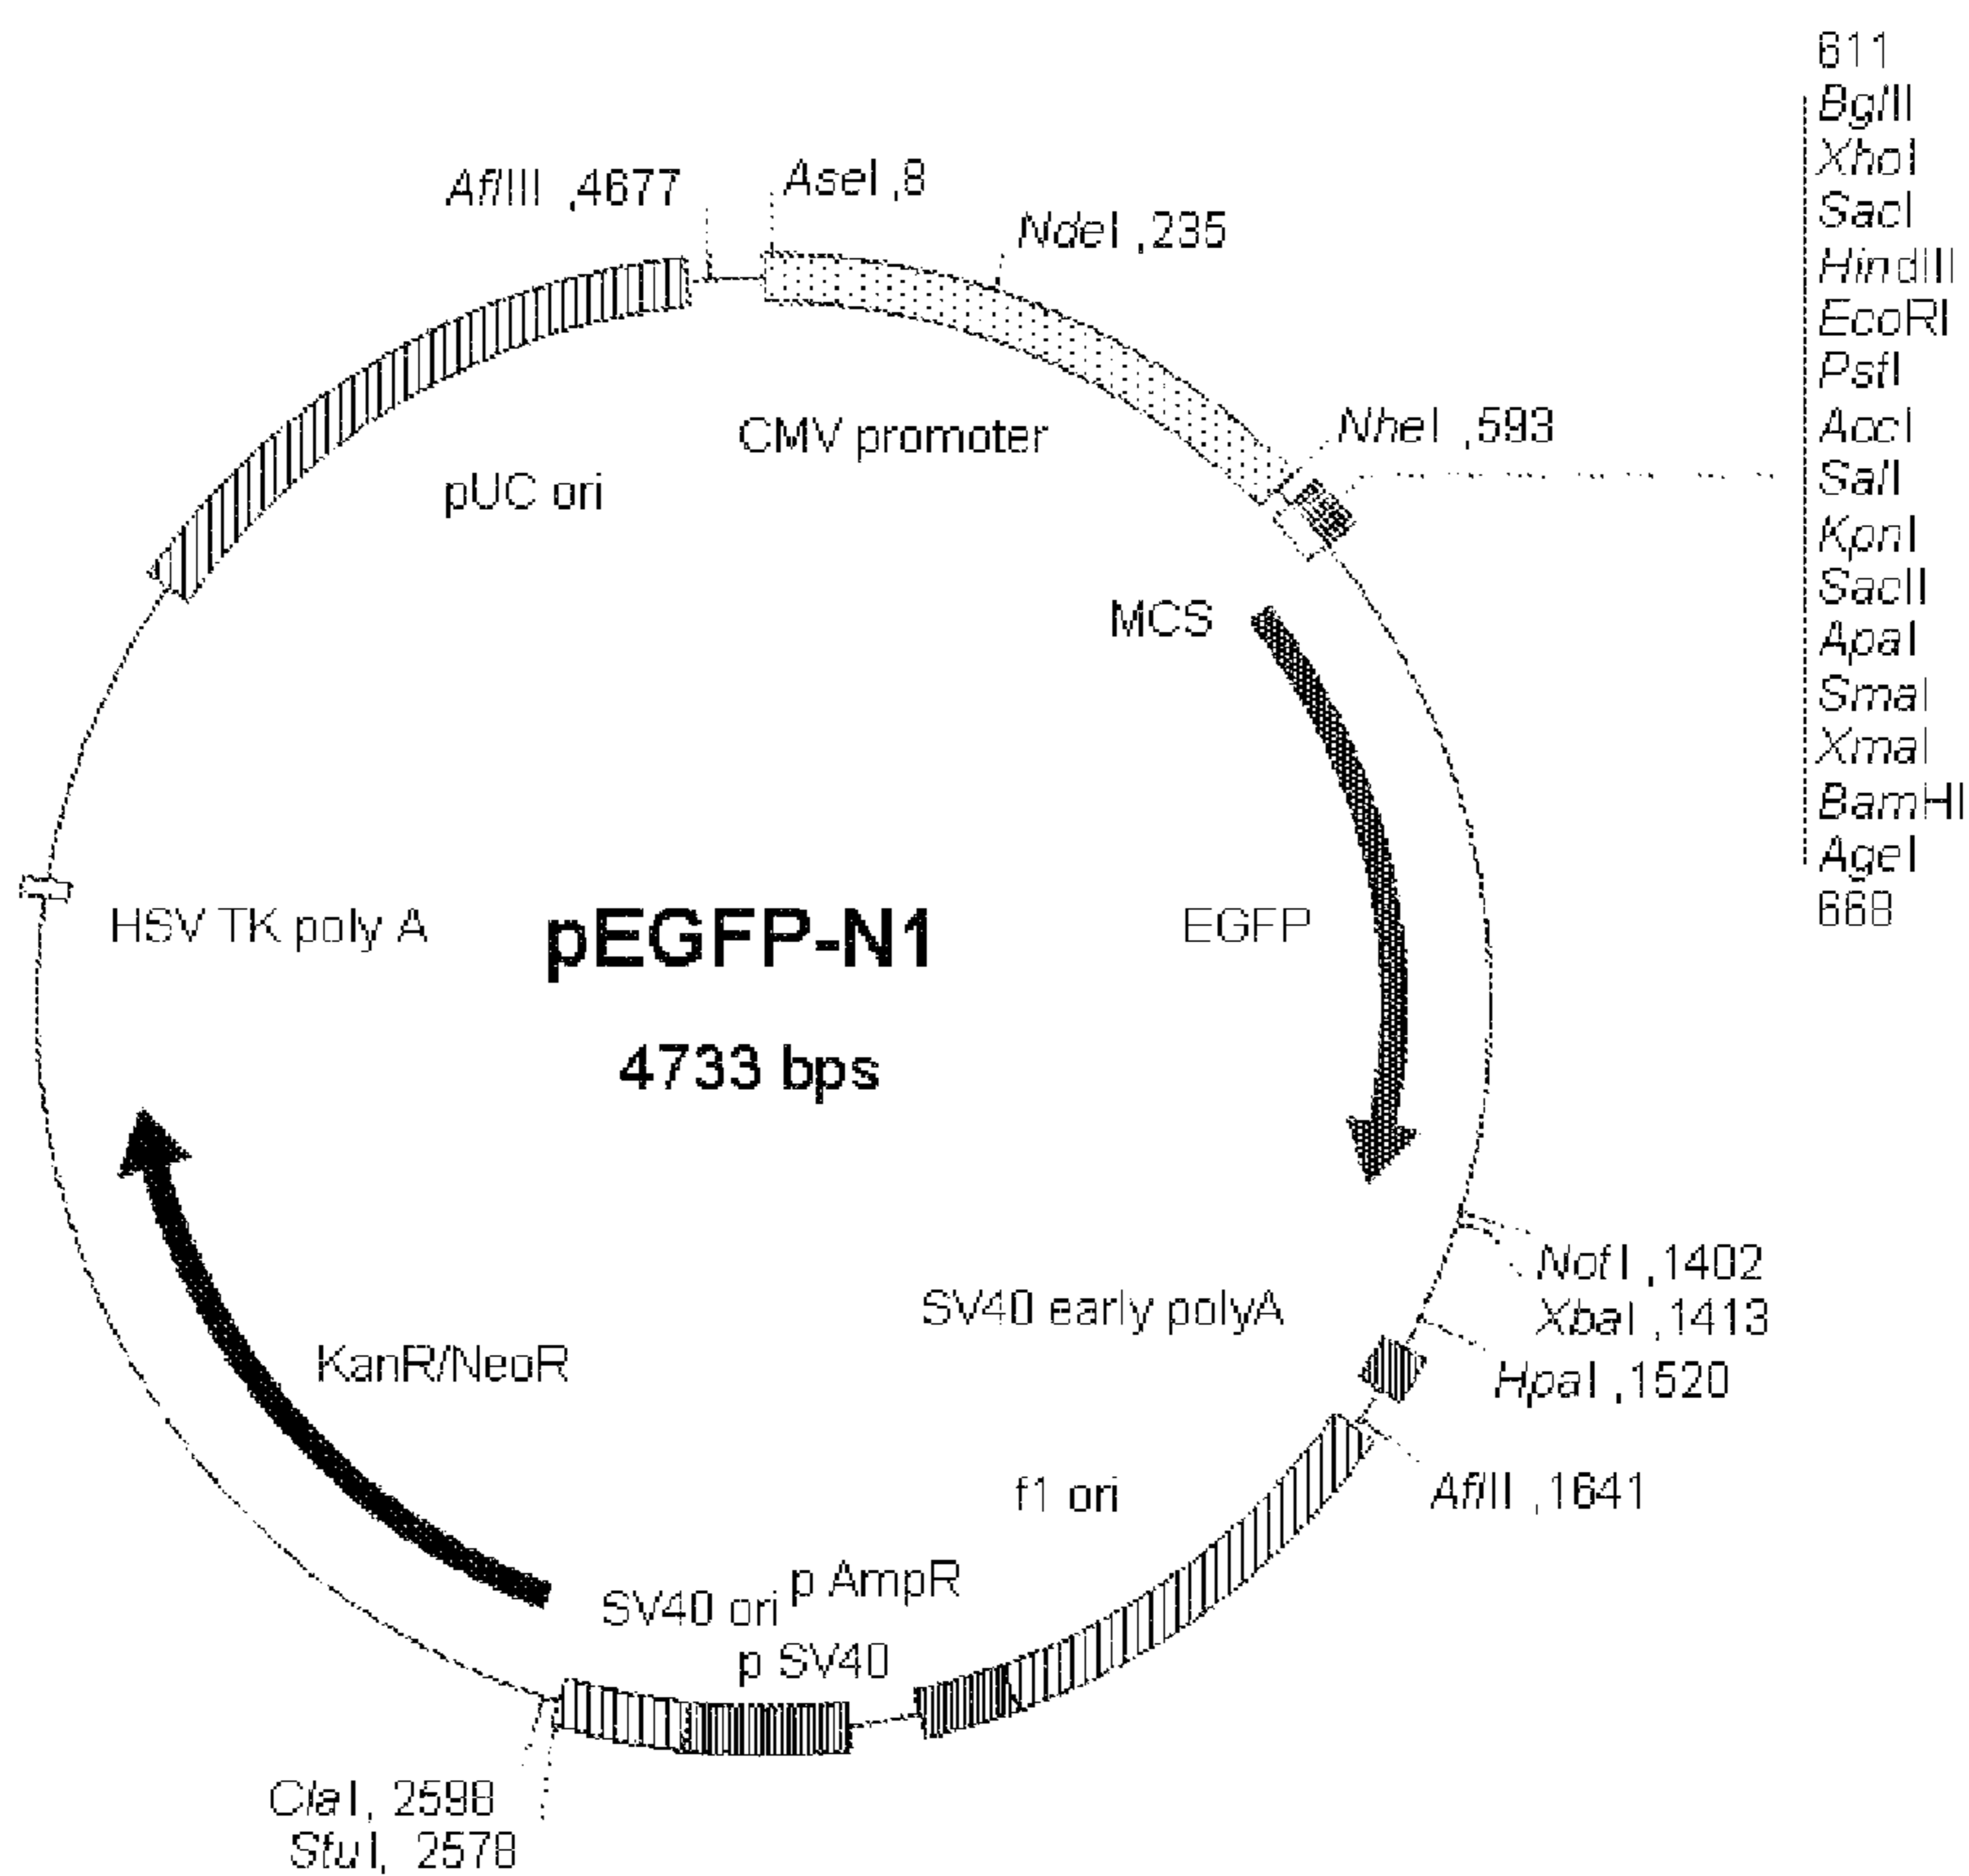 611
BglII
XhoI
SacI
HindIII
EcoRI
PstI
AccI
SalI
KpnI
SacII
ApaI
SmaI
XmaI
BamHI
AgeI
668
AflIII ,4677
AseI ,8
NdeI ,235
NheI ,593
CMV promoter
pUC ori
MCS
HSV TK poly A
pEGFP-N1
EGFP
4733 bps
NotI ,1402
XbaI ,1413
SV40 early polyA
HpaI ,1520
KanR/NeoR
AflII ,1641
f1 ori
p AmpR
SV40 ori
p SV40
ClaI, 2598
StuI, 2578